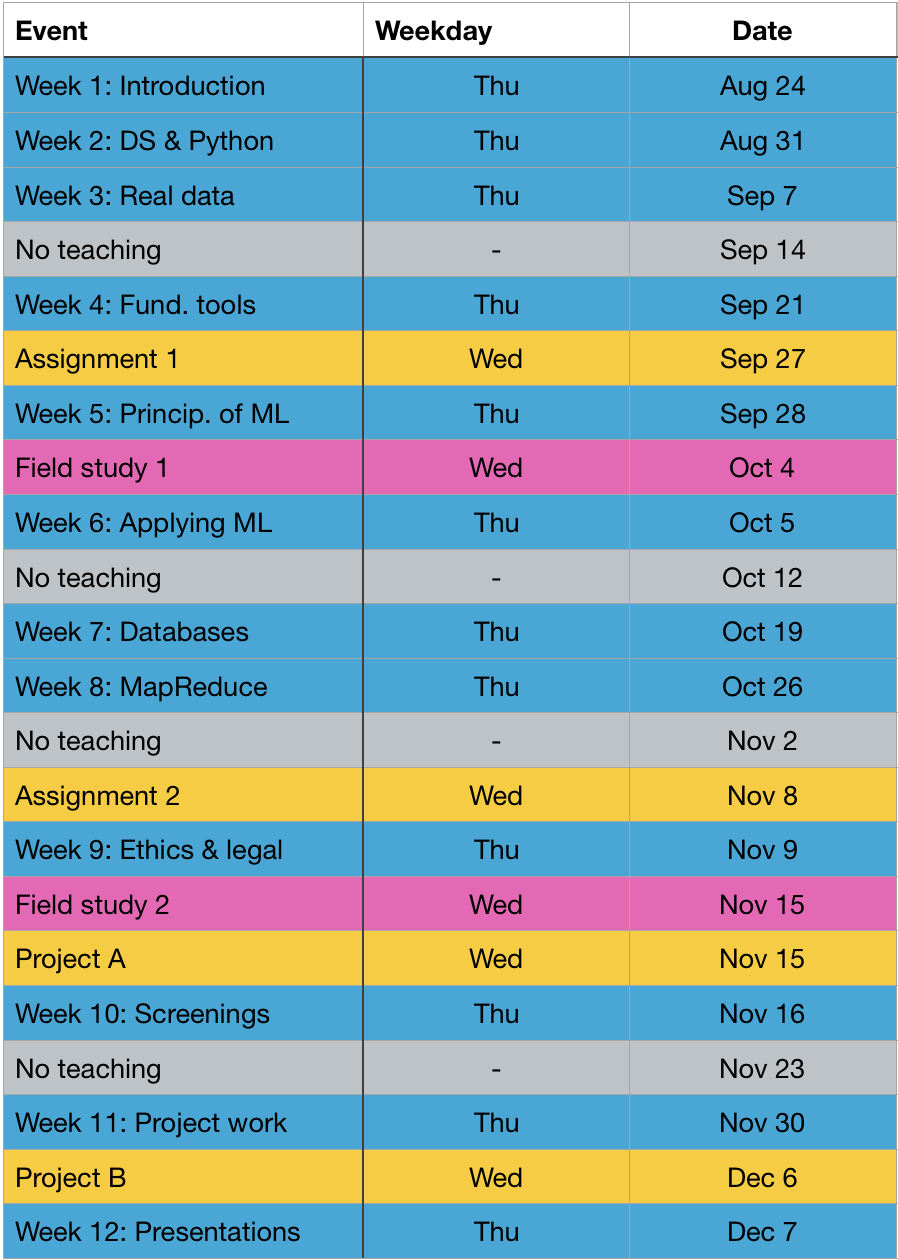 Event Weekday Date
Week 1: Introduction Thu Aug 24
Week 2: DS & Python Thu Aug 31
Week 3: Real data Thu Sep 7
No teaching - Sep 14
Week 4: Fund. tools Thu Sep 21
Assignment 1 Wed Sep 27
Week 5: Princip. of ML Thu Sep 28
Field study 1 Wed Oct 4
Week 6: Applying ML Thu Oct 5
No teaching - Oct 12
Week 7: Databases Thu Oct 19
Week 8: MapReduce Thu Oct 26
No teaching - Nov 2
Assignment 2 Wed Nov 8
Week 9: Ethics & legal Thu Nov 9
Field study 2 Wed Nov 15
Project A Wed Nov 15
Week 10: Screenings Thu Nov 16
No teaching - Nov 23
Week 11: Project work Thu Nov 30
Project B Wed Dec 6
Week 12: Presentations Thu Dec 7